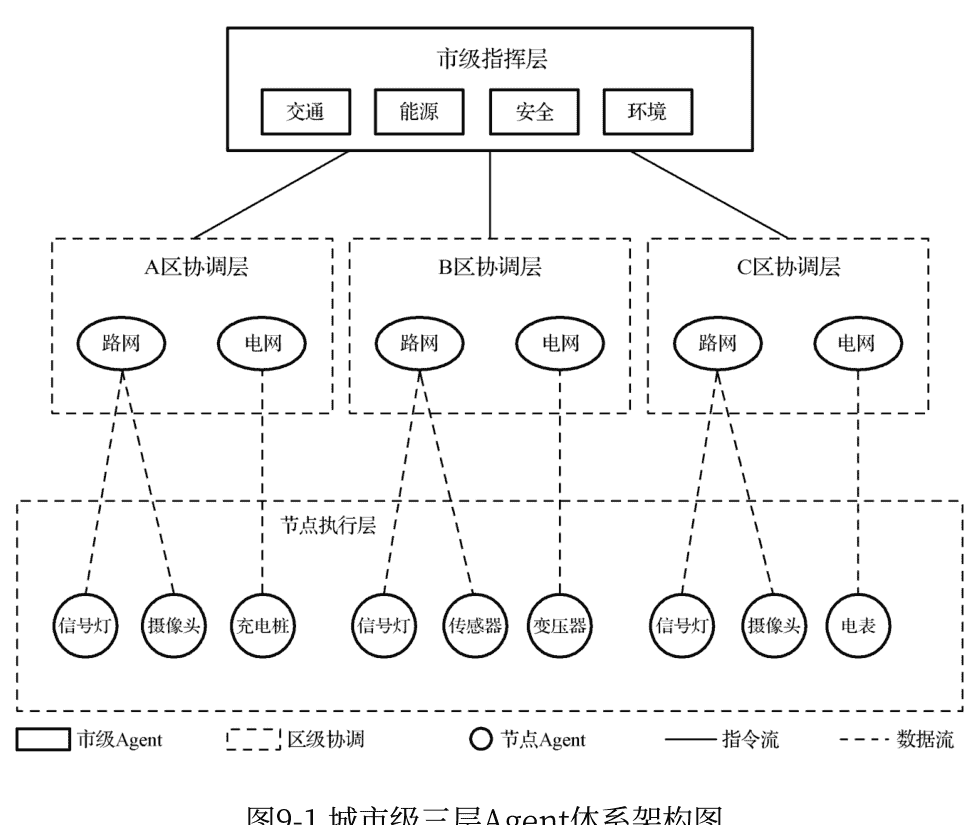 市级指挥层
交通 能源 安全 环境
A区协调层 B区协调层 C区协调层
路网 电网 路网 电网 路网 电网
节点执行层
信号灯 摄像头 充电桩 信号灯 传感器 变压器 信号灯 摄像头 电表
市级Agent 区级协调 节点Agent 指令流 数据流
图9-1 城市级三层Agent体系架构图